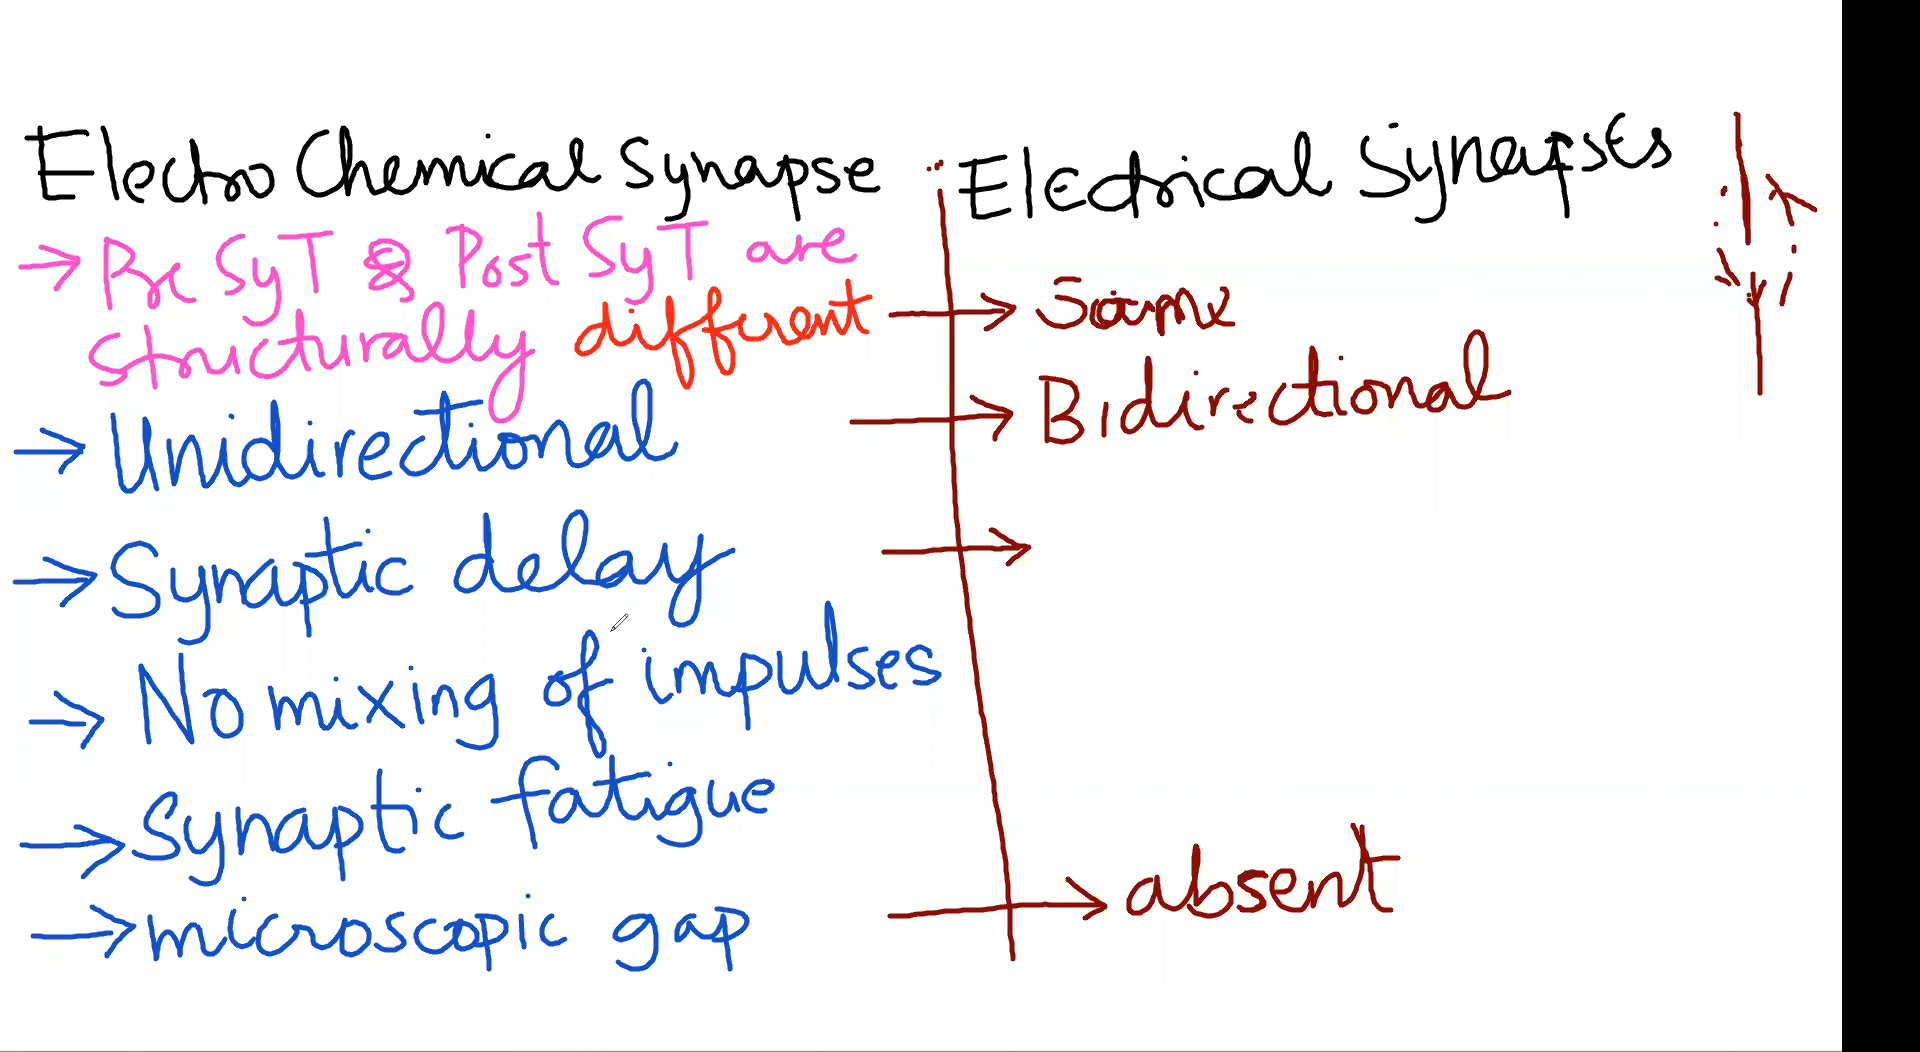 Electro Chemical Synapse
→ Pre SyT & Post SyT are
structurally different
→ Unidirectional
→ Synaptic delay
→ No mixing of impulses
→ Synaptic fatigue
→ microscopic gap
Electrical Synapses
→ Same
→ Bidirectional
→
→ absent